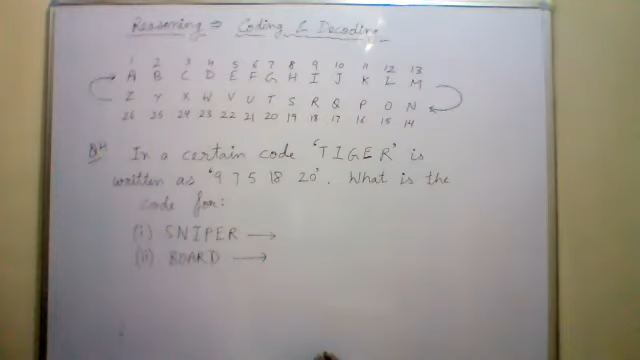 Reasoning ⇒ Coding & Decoding
1 2 3 4 5 6 7 8 9 10 11 12 13
A B C D E F G H I J K L M
Z Y X W V U T S R Q P O N
26 25 24 23 22 21 20 19 18 17 16 15 14
In a certain code 'TIGER' is
written as '9 7 5 18 20'. What is the
code for:
(i) SNIPER →
(ii) BOARD →